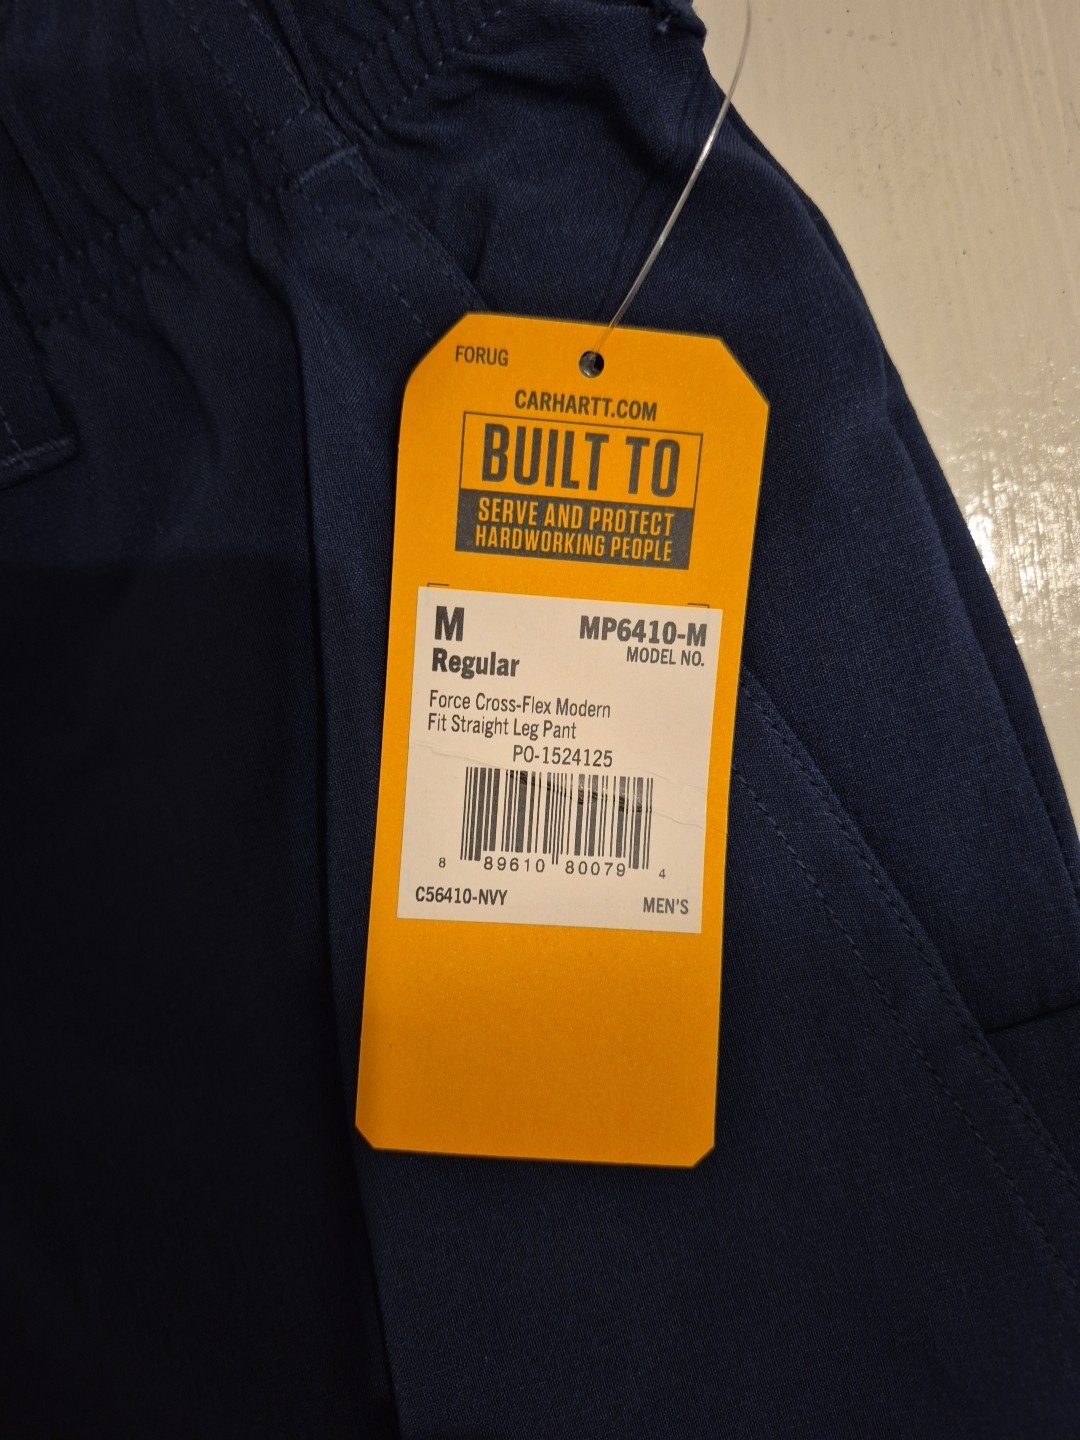 FORUG
CARHARTT.COM
BUILT TO
SERVE AND PROTECT
HARDWORKING PEOPLE
M MP6410-M
Regular MODEL NO.
Force Cross-Flex Modern
Fit Straight Leg Pant
PO-1524125
8 89610 80079 4
C56410-NVY MEN'S